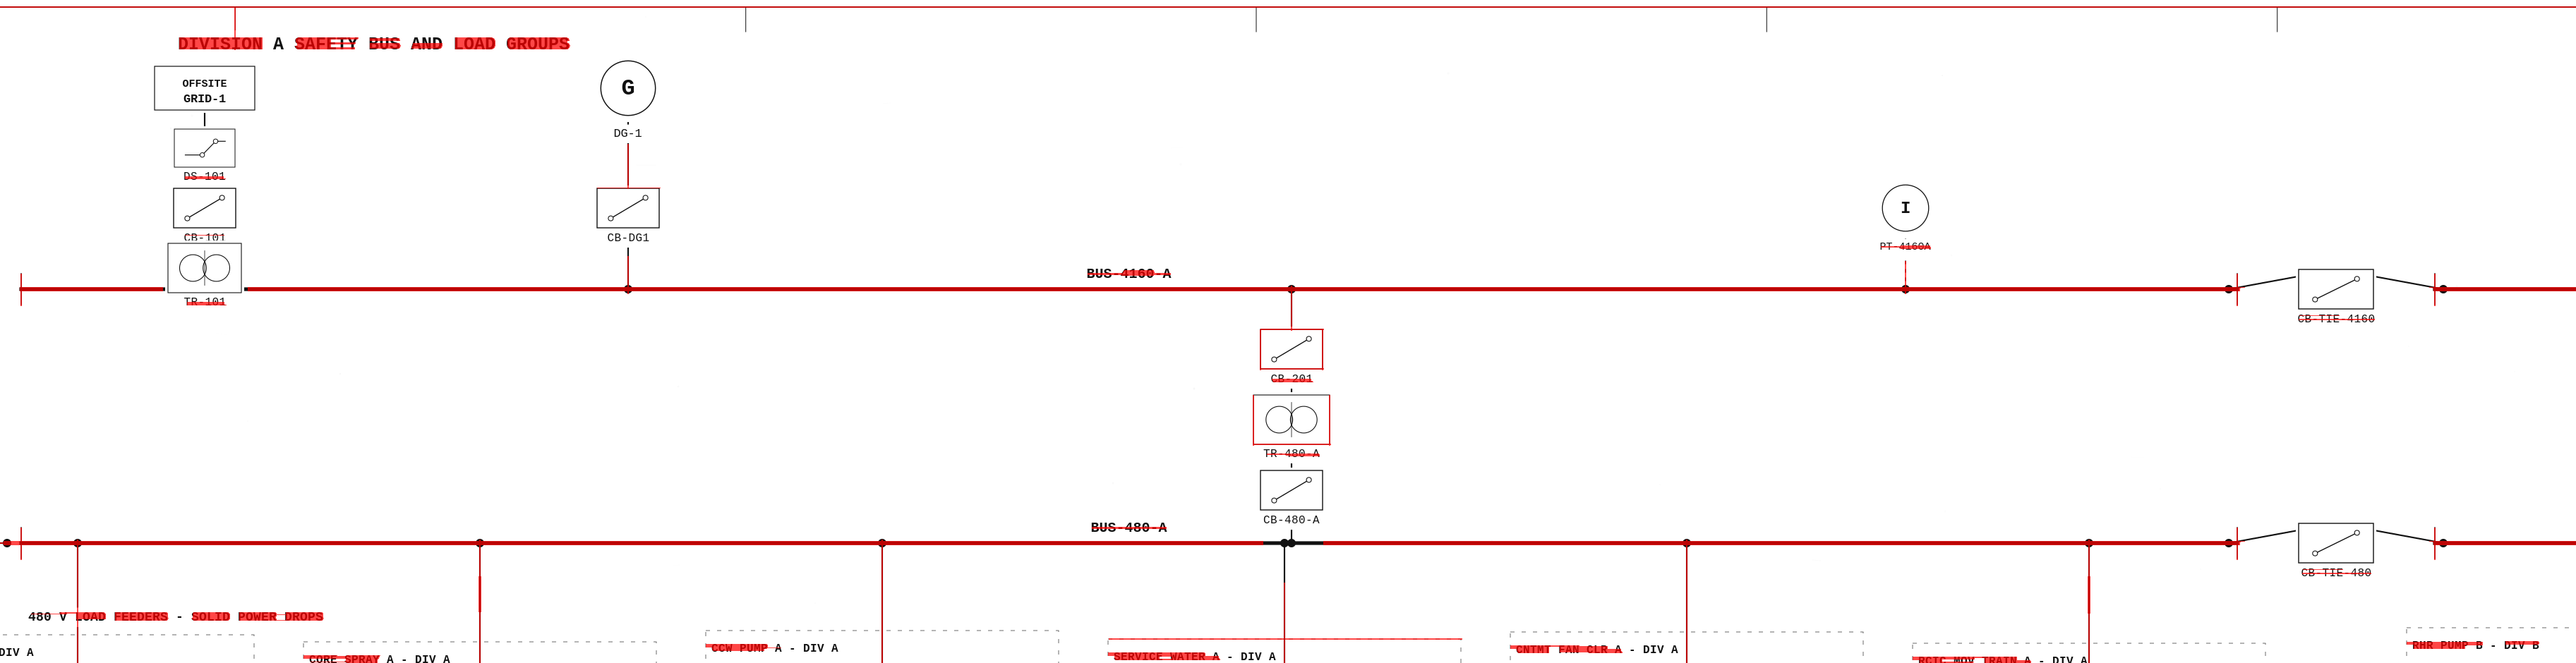 DIVISION A SAFETY BUS AND LOAD GROUPS
OFFSITE
GRID-1
G
DG-1
DS-101
CB-101
CB-DG1
I
PT-4160A
TR-101
BUS-4160-A
CB-TIE-4160
CB-201
TR-480-A
CB-480-A
BUS-480-A
CB-TIE-480
480 V LOAD FEEDERS - SOLID POWER DROPS
DIV A
CORE SPRAY A - DIV A
CCW PUMP A - DIV A
SERVICE WATER A - DIV A
CNTMT FAN CLR A - DIV A
RCIC MOV TRAIN A - DIV A
RHR PUMP B - DIV B